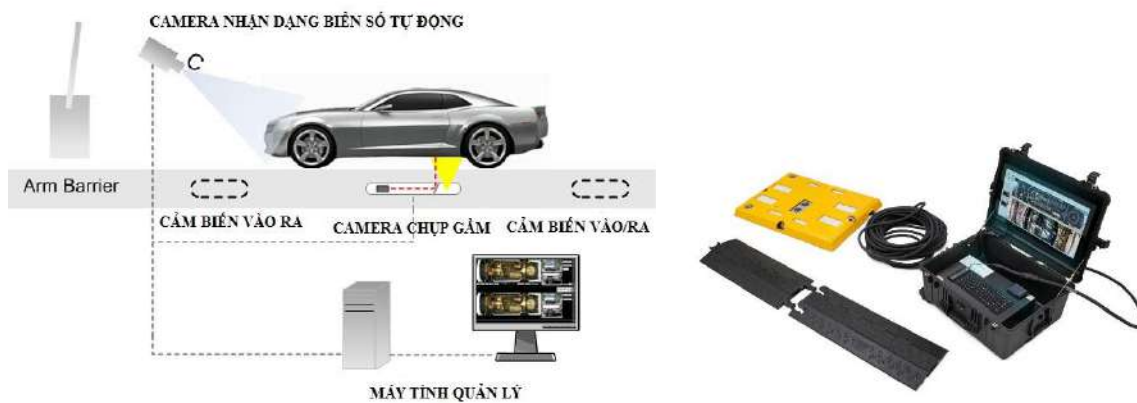 CAMERA NHẬN DẠNG BIỂN SỐ TỰ ĐỘNG
Arm Barrier
CẢM BIẾN VÀO RA
CAMERA CHỤP GẦM
CẢM BIẾN VÀO/RA
MÁY TÍNH QUẢN LÝ